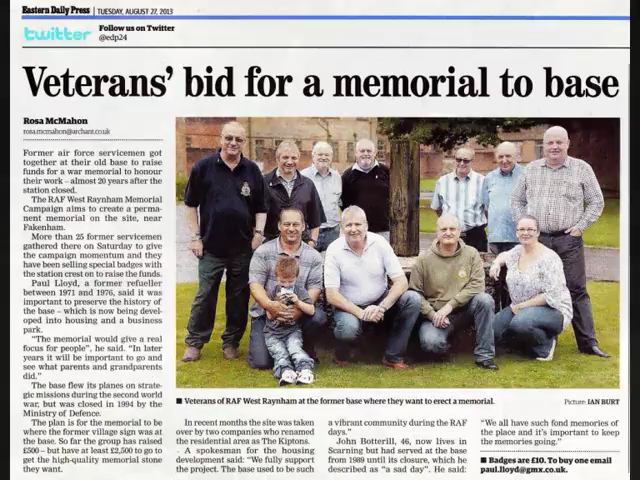 Eastern Daily Press | TUESDAY, AUGUST 27, 2013
twitter
Follow us on Twitter
@edp24
Veterans' bid for a memorial to base
Rosa McMahon
rosa.mcmahon@archant.co.uk
Former air force servicemen got
together at their old base to raise
funds for a war memorial to honour
their work – almost 20 years after the
station closed.
The RAF West Raynham Memorial
Campaign aims to create a perma-
nent memorial on the site, near
Fakenham.
More than 25 former servicemen
gathered there on Saturday to give
the campaign momentum and they
have been selling special badges with
the station crest on to raise the funds.
Paul Lloyd, a former refueller
between 1971 and 1976, said it was
important to preserve the history of
the base – which is now being devel-
oped into housing and a business
park.
"The memorial would give a real
focus for people", he said. "In later
years it will be important to go and
see what parents and grandparents
did."
The base flew its planes on strate-
gic missions during the second world
war, but was closed in 1994 by the
Ministry of Defence.
The plan is for the memorial to be
where the former village sign was at
the base. So far the group has raised
£500 – but have at least £2,500 to go to
get the high-quality memorial stone
they want.
■ Veterans of RAF West Raynham at the former base where they want to erect a memorial.
Picture: IAN BURT
In recent months the site was taken
over by two companies who renamed
the residential area as The Kiptons.
A spokesman for the housing
development said: "We fully support
the project. The base used to be such
a vibrant community during the RAF
days."
John Botterill, 46, now lives in
Scarning but had served at the base
from 1989 until its closure, which he
described as "a sad day". He said:
"We all have such fond memories of
the place and it's important to keep
the memories going."
■ Badges are £10. To buy one email
paul.lloyd@gmx.co.uk.